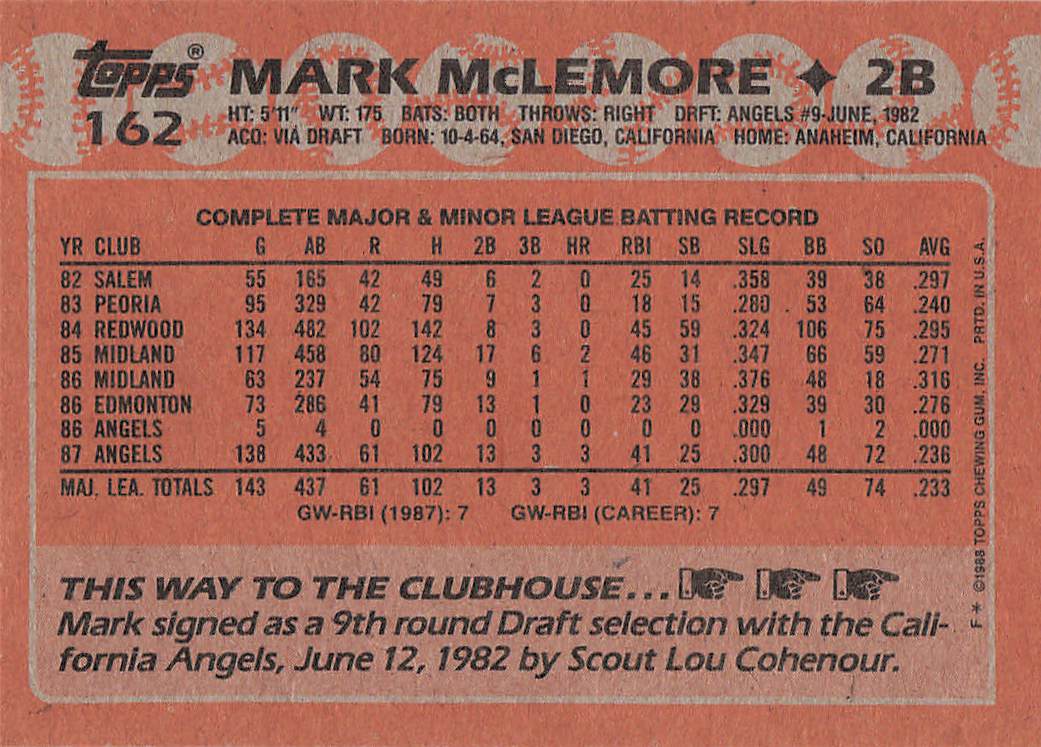 Topps® MARK McLEMORE ✦ 2B
162 HT: 5'11" WT: 175 BATS: BOTH THROWS: RIGHT DRFT: ANGELS #9-JUNE, 1982
ACQ: VIA DRAFT BORN: 10-4-64, SAN DIEGO, CALIFORNIA HOME: ANAHEIM, CALIFORNIA
COMPLETE MAJOR & MINOR LEAGUE BATTING RECORD
YR CLUB G AB R H 2B 3B HR RBI SB SLG BB SO AVG
82 SALEM 55 165 42 49 6 2 0 25 14 .358 39 38 .297
83 PEORIA 95 329 42 79 7 3 0 18 15 .280 53 64 .240
84 REDWOOD 134 482 102 142 8 3 0 45 59 .324 106 75 .295
85 MIDLAND 117 458 80 124 17 6 2 46 31 .347 66 59 .271
86 MIDLAND 63 237 54 75 9 1 1 29 38 .376 48 18 .316
86 EDMONTON 73 286 41 79 13 1 0 23 29 .329 39 30 .276
86 ANGELS 5 4 0 0 0 0 0 0 0 .000 1 2 .000
87 ANGELS 138 433 61 102 13 3 3 41 25 .300 48 72 .236
MAJ. LEA. TOTALS 143 437 61 102 13 3 3 41 25 .297 49 74 .233
GW-RBI (1987): 7 GW-RBI (CAREER): 7
THIS WAY TO THE CLUBHOUSE...
Mark signed as a 9th round Draft selection with the Cali-
fornia Angels, June 12, 1982 by Scout Lou Cohenour.
F* ©1988 TOPPS CHEWING GUM, INC. PRTD. IN U.S.A.